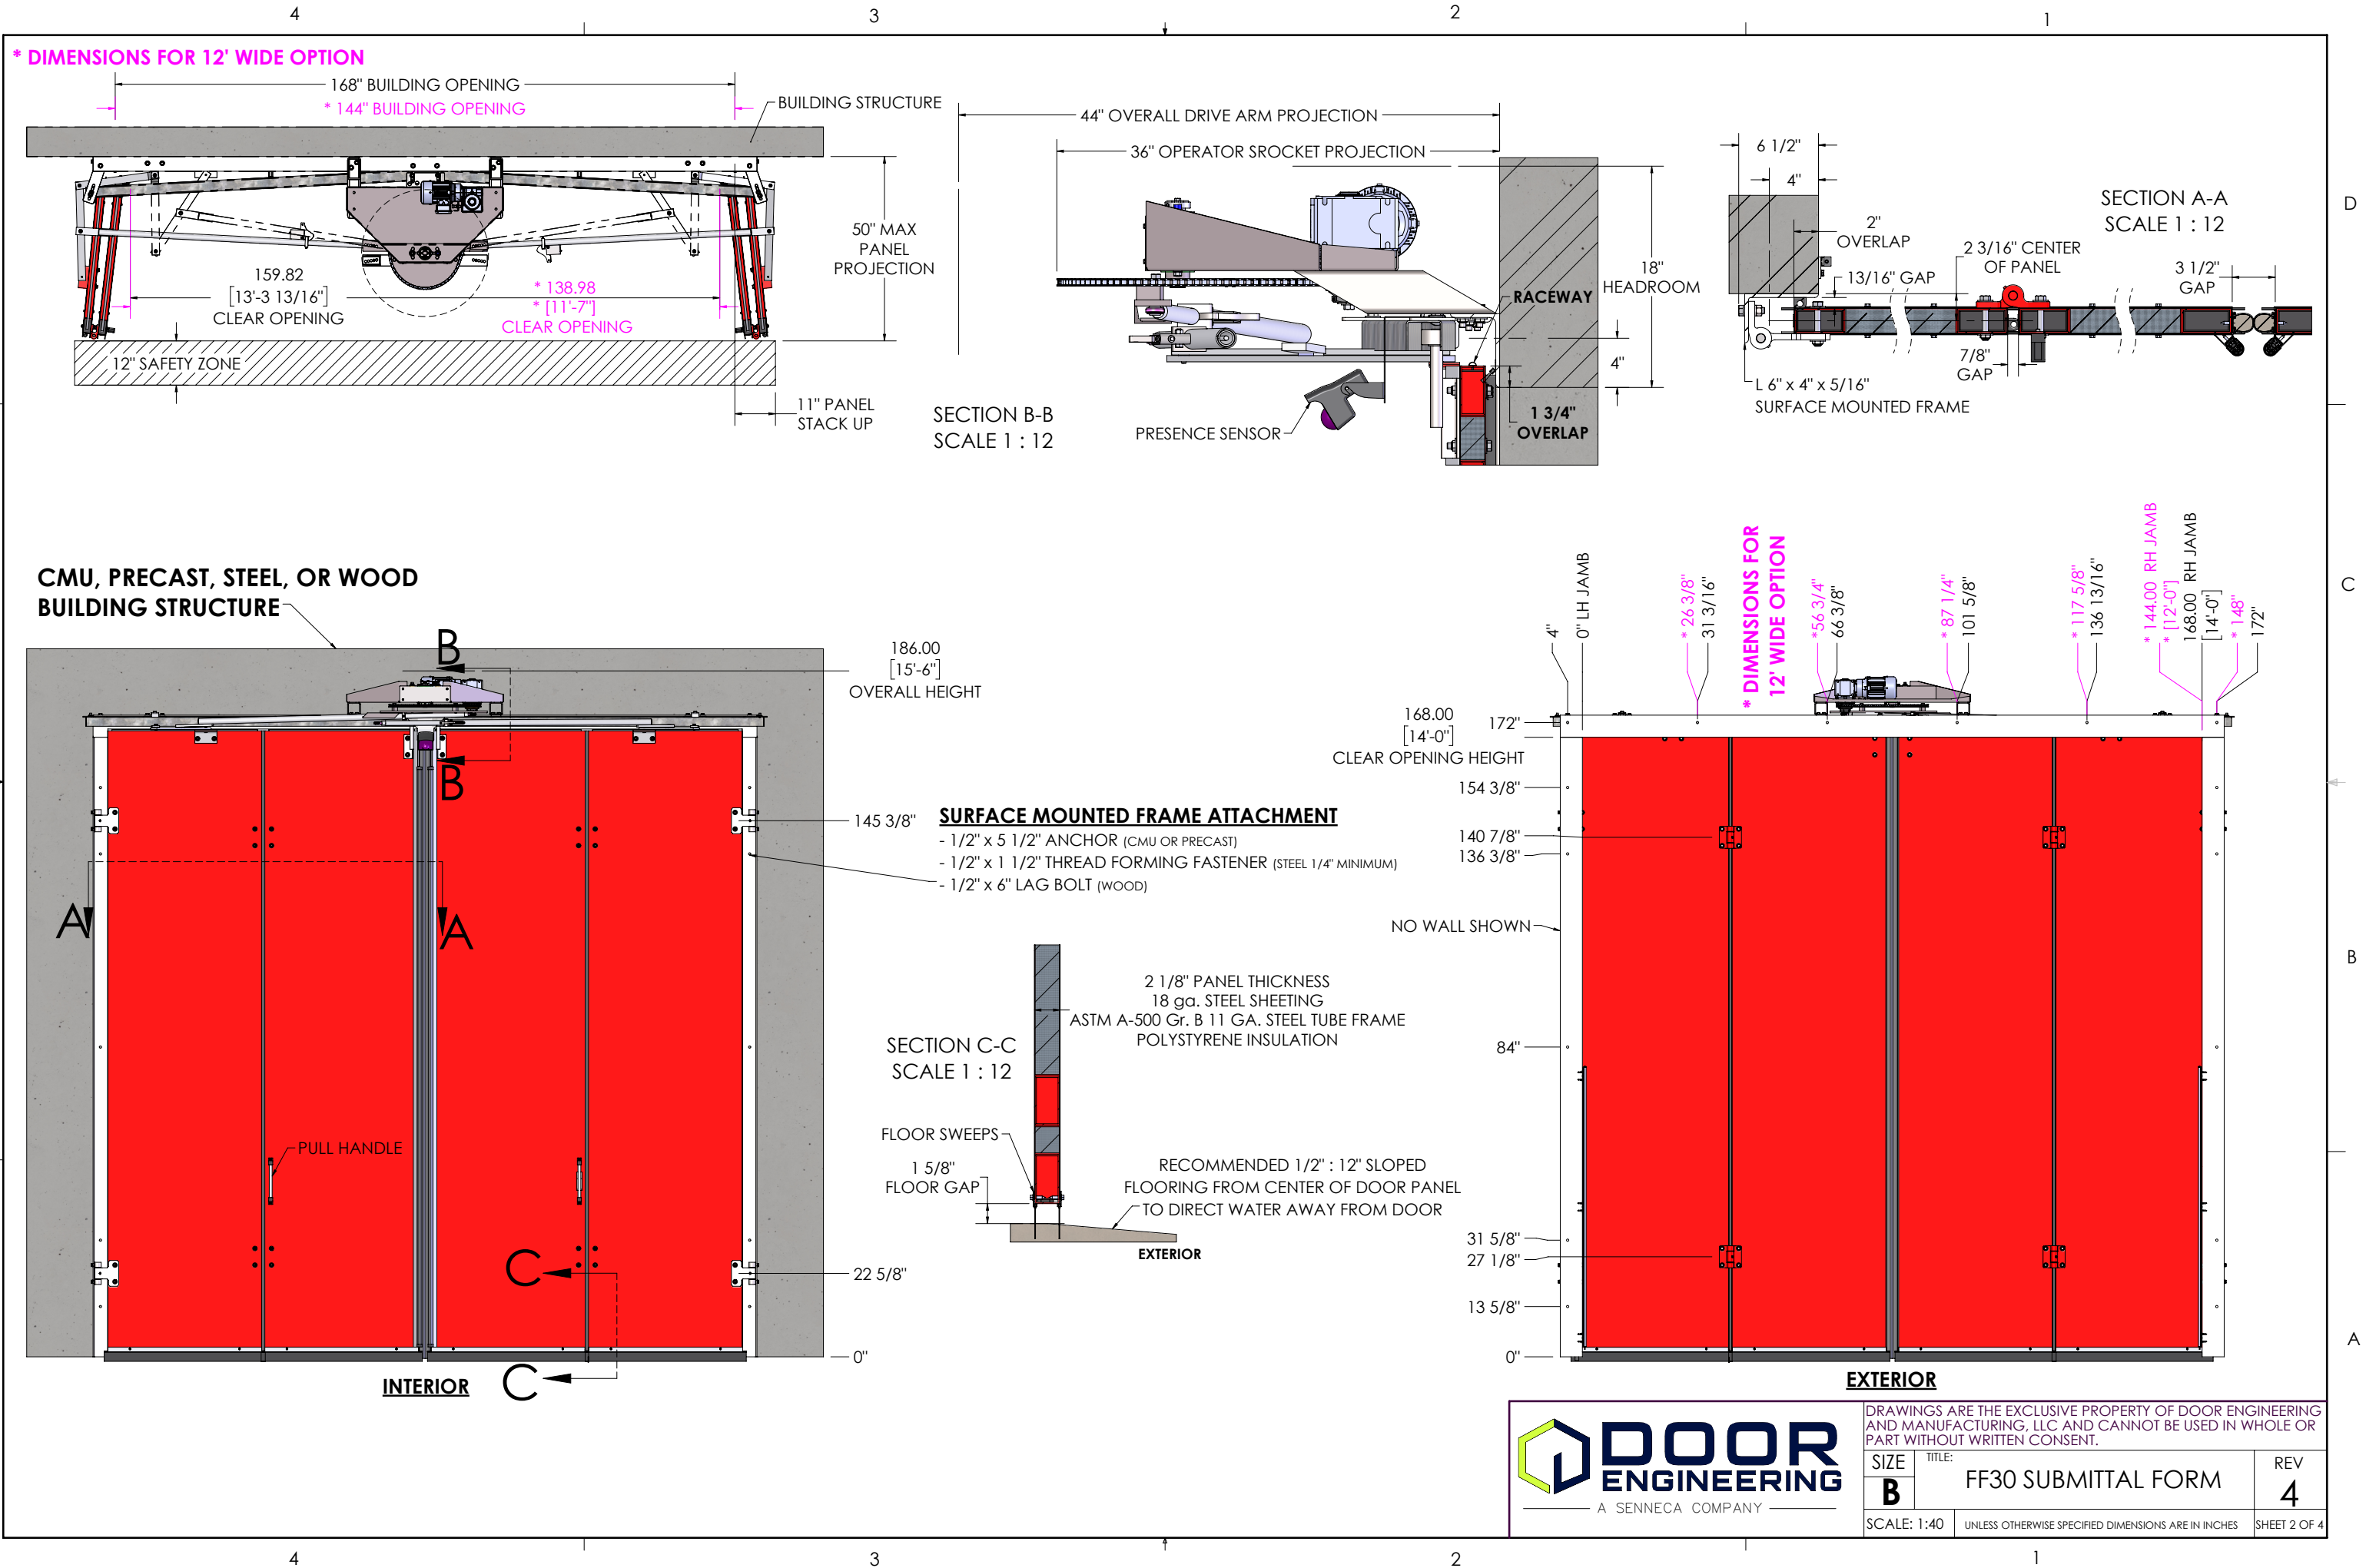 4
3
2
1
* DIMENSIONS FOR 12' WIDE OPTION
168" BUILDING OPENING
* 144" BUILDING OPENING
BUILDING STRUCTURE
50" MAX
PANEL
PROJECTION
159.82
[13'-3 13/16"]
CLEAR OPENING
* 138.98
* [11'-7"]
CLEAR OPENING
12" SAFETY ZONE
11" PANEL
STACK UP
44" OVERALL DRIVE ARM PROJECTION
36" OPERATOR SROCKET PROJECTION
18"
HEADROOM
RACEWAY
4"
1 3/4"
OVERLAP
PRESENCE SENSOR
SECTION B-B
SCALE 1 : 12
6 1/2"
4"
2"
OVERLAP
13/16" GAP
2 3/16" CENTER
OF PANEL
3 1/2"
GAP
7/8"
GAP
L 6" x 4" x 5/16"
SURFACE MOUNTED FRAME
SECTION A-A
SCALE 1 : 12
D
C
B
A
CMU, PRECAST, STEEL, OR WOOD
BUILDING STRUCTURE
B
B
186.00
[15'-6"]
OVERALL HEIGHT
145 3/8"
A
A
PULL HANDLE
C
C
22 5/8"
0"
INTERIOR
SURFACE MOUNTED FRAME ATTACHMENT
- 1/2" x 5 1/2" ANCHOR (CMU OR PRECAST)
- 1/2" x 1 1/2" THREAD FORMING FASTENER (STEEL 1/4" MINIMUM)
- 1/2" x 6" LAG BOLT (WOOD)
2 1/8" PANEL THICKNESS
18 ga. STEEL SHEETING
ASTM A-500 Gr. B 11 GA. STEEL TUBE FRAME
POLYSTYRENE INSULATION
SECTION C-C
SCALE 1 : 12
FLOOR SWEEPS
1 5/8"
FLOOR GAP
RECOMMENDED 1/2" : 12" SLOPED
FLOORING FROM CENTER OF DOOR PANEL
TO DIRECT WATER AWAY FROM DOOR
EXTERIOR
4"
0" LH JAMB
* 26 3/8"
31 3/16"
* DIMENSIONS FOR
12' WIDE OPTION
*56 3/4"
66 3/8"
* 87 1/4"
101 5/8"
* 117 5/8"
136 13/16"
* 144.00 RH JAMB
* [12'-0"]
168.00 RH JAMB
[14'-0"]
* 148"
172"
168.00
[14'-0"]
CLEAR OPENING HEIGHT
172"
154 3/8"
140 7/8"
136 3/8"
NO WALL SHOWN
84"
31 5/8"
27 1/8"
13 5/8"
0"
EXTERIOR
DOOR
ENGINEERING
A SENNECA COMPANY
DRAWINGS ARE THE EXCLUSIVE PROPERTY OF DOOR ENGINEERING
AND MANUFACTURING, LLC AND CANNOT BE USED IN WHOLE OR
PART WITHOUT WRITTEN CONSENT.
SIZE
B
TITLE:
FF30 SUBMITTAL FORM
REV
4
SCALE: 1:40
UNLESS OTHERWISE SPECIFIED DIMENSIONS ARE IN INCHES
SHEET 2 OF 4
4
3
2
1